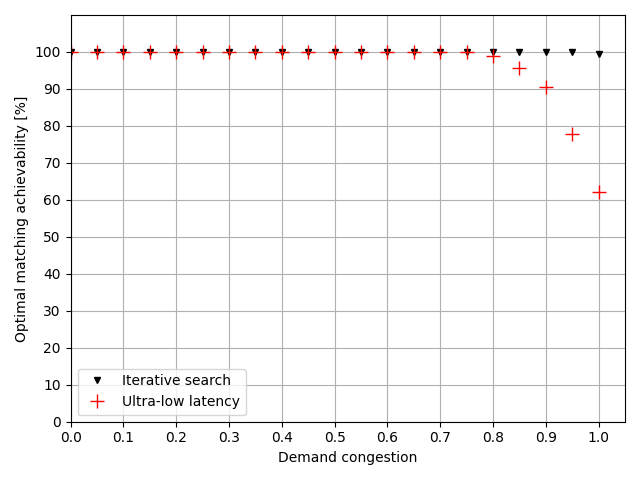 Optimal matching achievability [%]
100
90
80
70
60
50
40
30
20
10
0
Iterative search
Ultra-low latency
0.0 0.1 0.2 0.3 0.4 0.5 0.6 0.7 0.8 0.9 1.0
Demand congestion